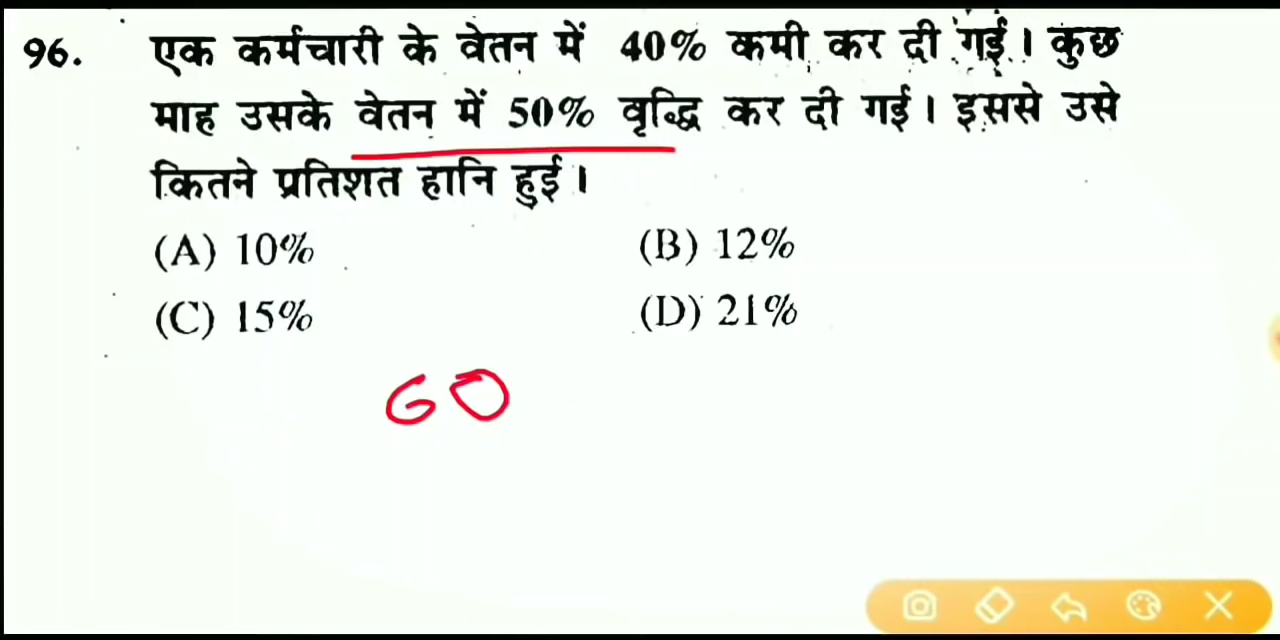 96. एक कर्मचारी के वेतन में 40% कमी कर दी गई। कुछ
माह उसके वेतन में 50% वृद्धि कर दी गई। इससे उसे
कितने प्रतिशत हानि हुई।
(A) 10% (B) 12%
(C) 15% (D) 21%
60